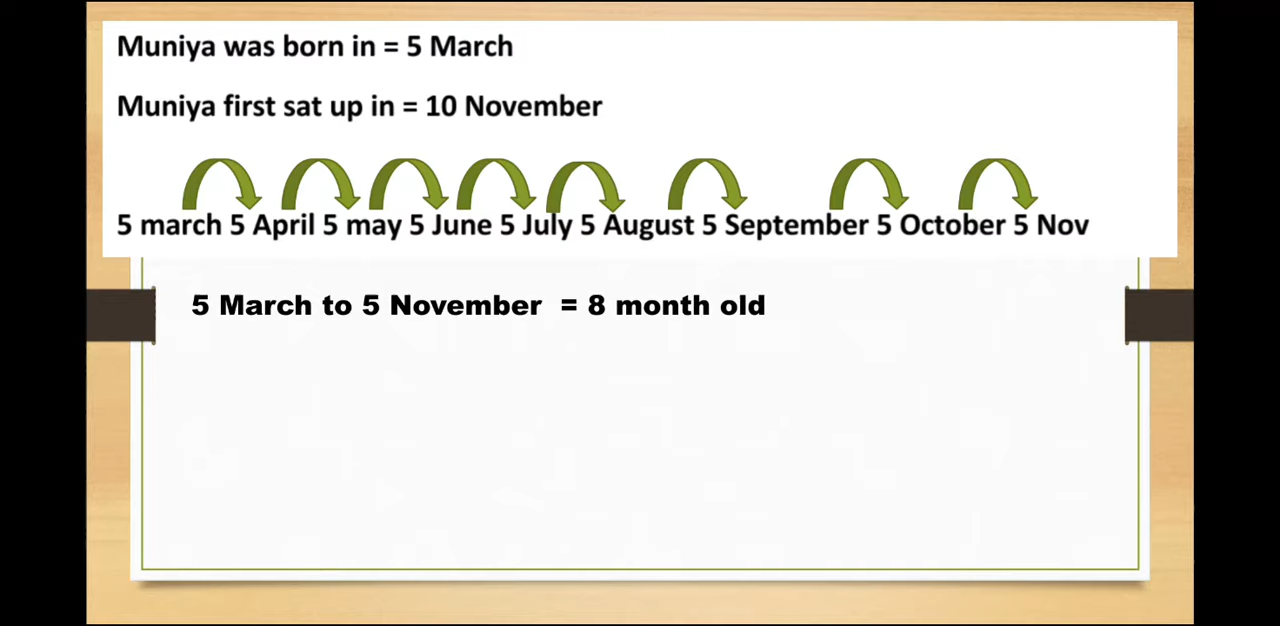 Muniya was born in = 5 March
Muniya first sat up in = 10 November
5 march 5 April 5 may 5 June 5 July 5 August 5 September 5 October 5 Nov
5 March to 5 November = 8 month old